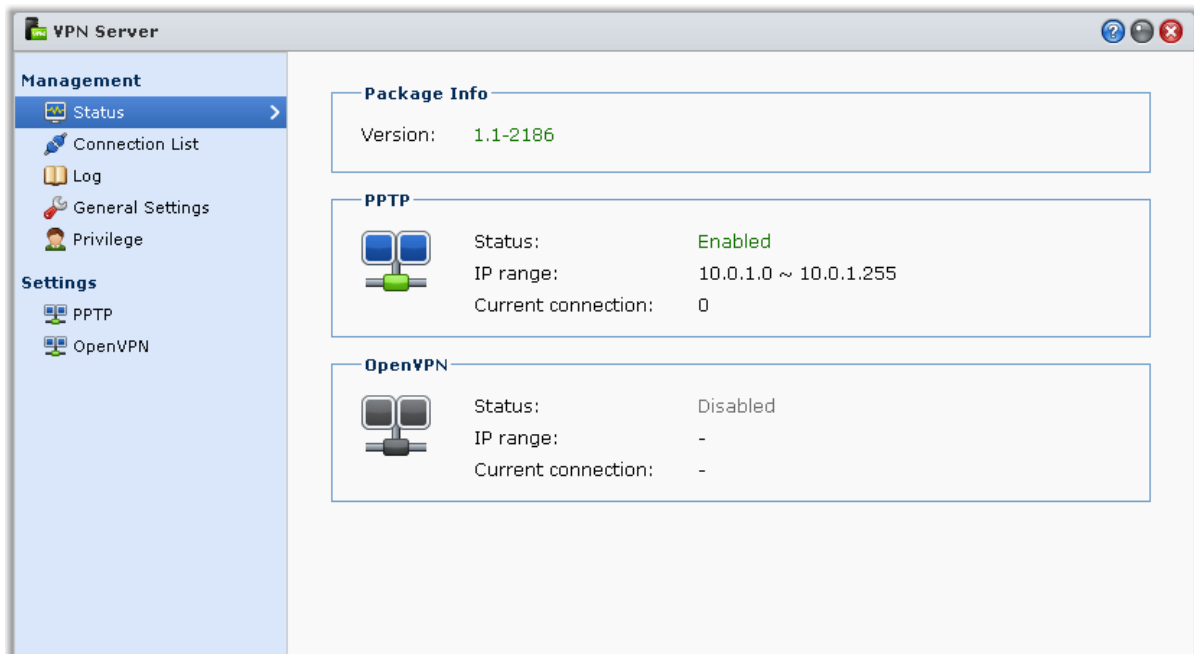 VPN Server
Management
Status
Connection List
Log
General Settings
Privilege
Settings
PPTP
OpenVPN
Package Info
Version: 1.1-2186
PPTP
Status: Enabled
IP range: 10.0.1.0 ~ 10.0.1.255
Current connection: 0
OpenVPN
Status: Disabled
IP range: -
Current connection: -